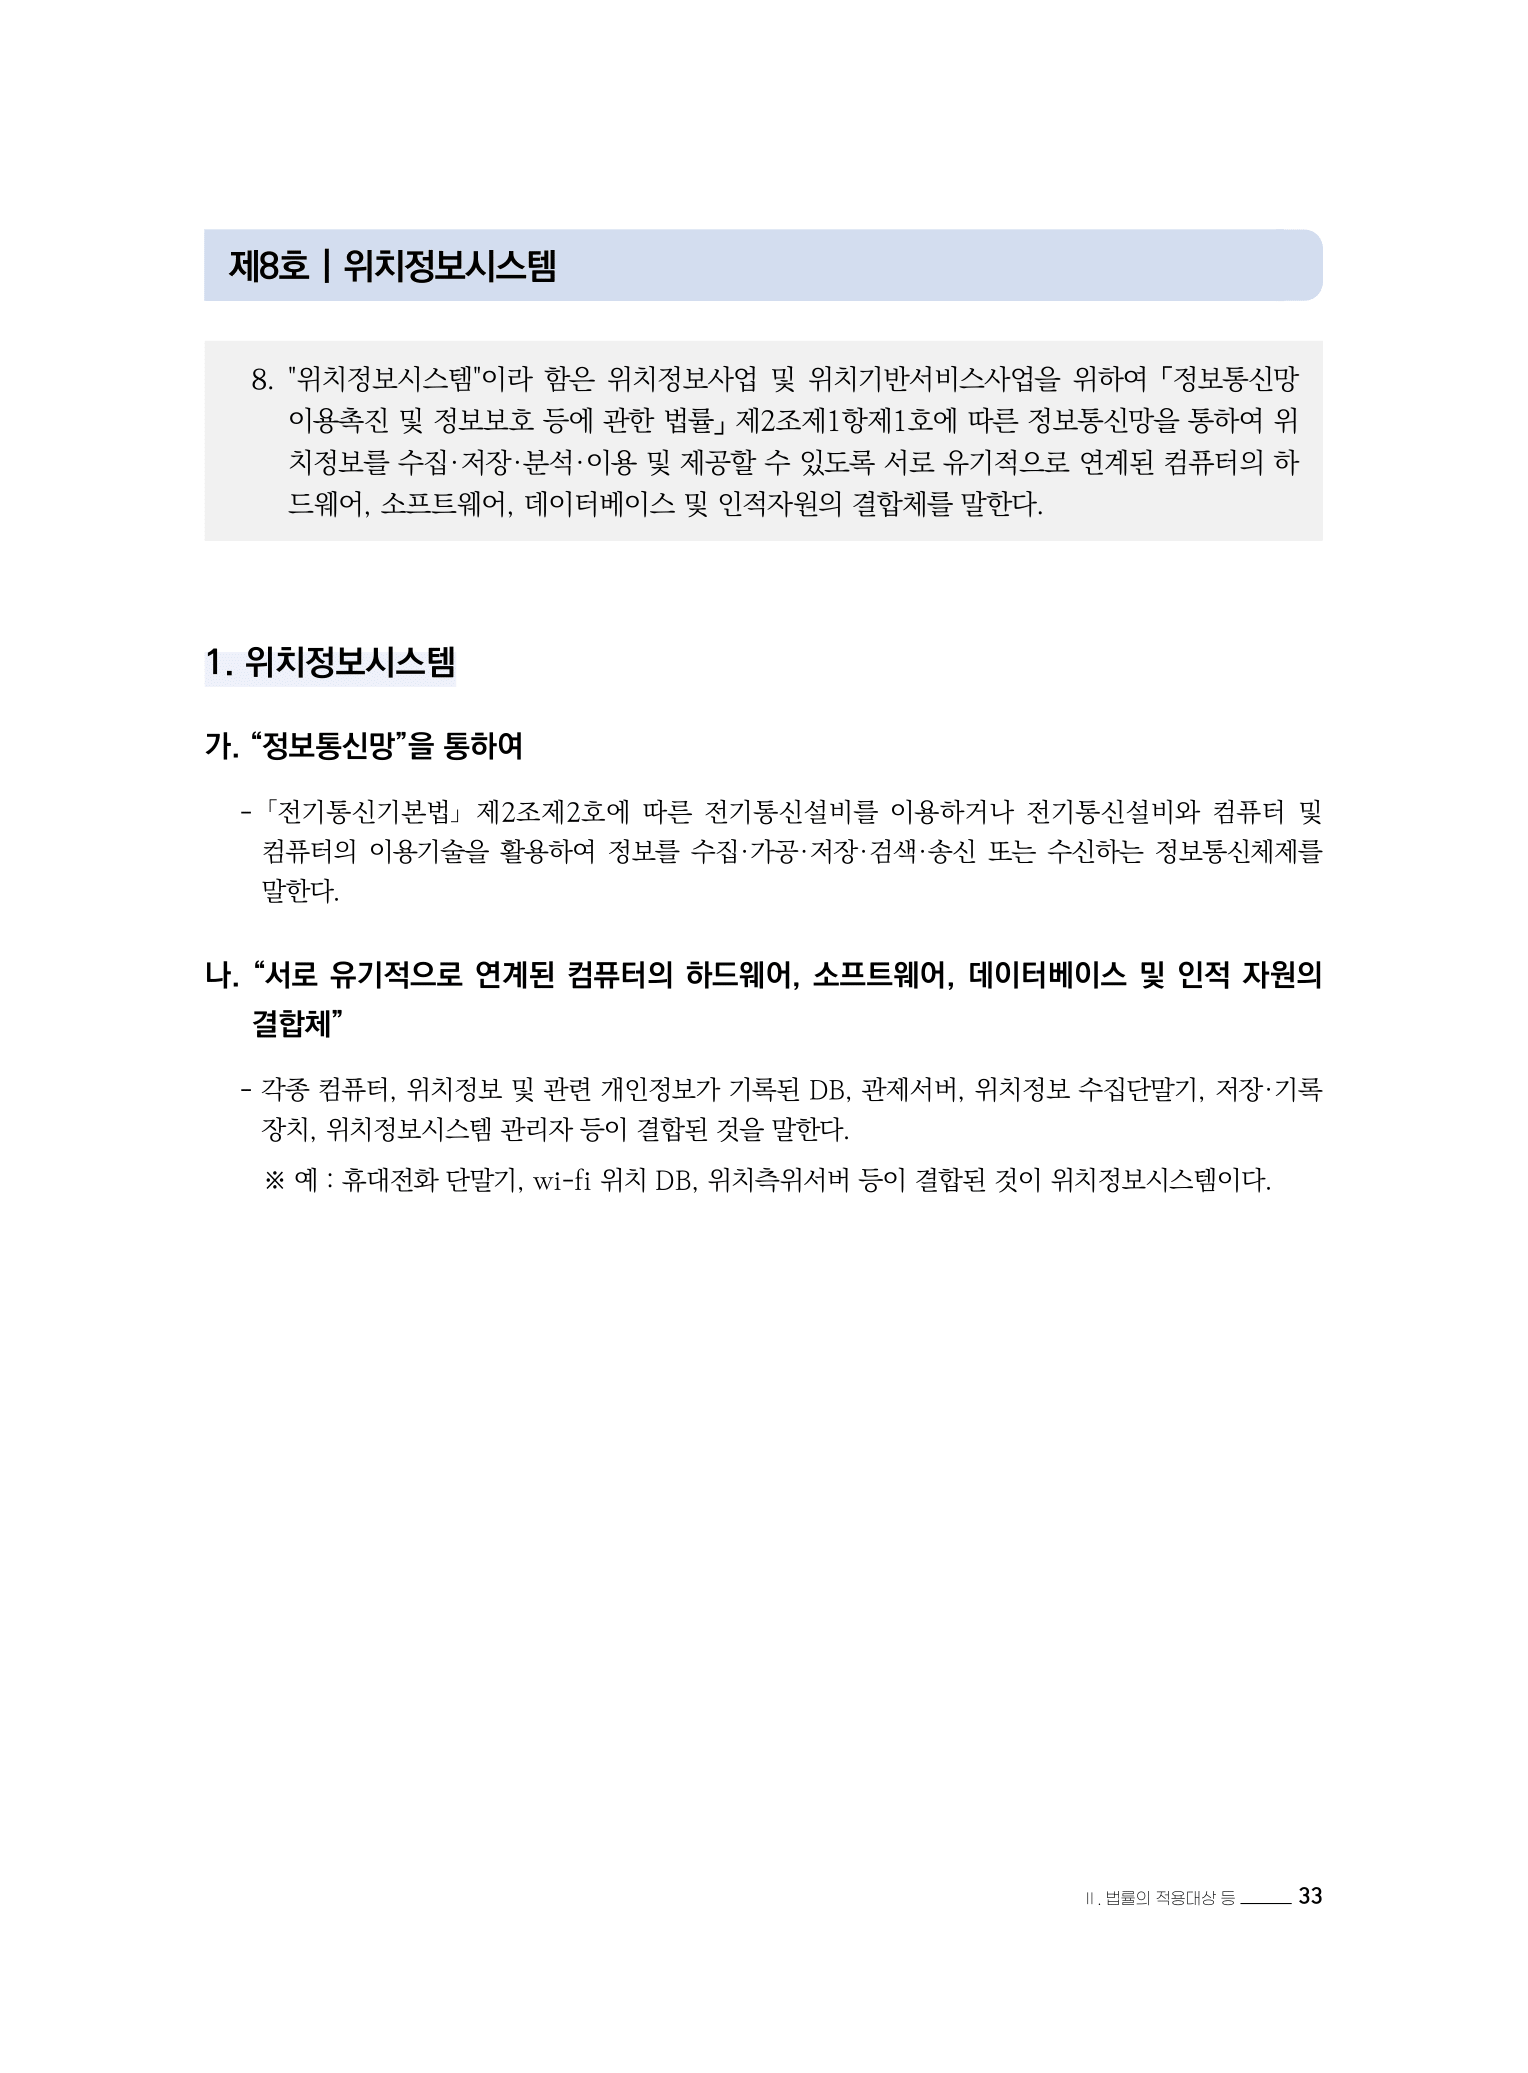 제8호 | 위치정보시스템
8. "위치정보시스템"이라 함은 위치정보사업 및 위치기반서비스사업을 위하여 「정보통신망
이용촉진 및 정보보호 등에 관한 법률」 제2조제1항제1호에 따른 정보통신망을 통하여 위
치정보를 수집·저장·분석·이용 및 제공할 수 있도록 서로 유기적으로 연계된 컴퓨터의 하
드웨어, 소프트웨어, 데이터베이스 및 인적자원의 결합체를 말한다.
1. 위치정보시스템
가. “정보통신망”을 통하여
- 「전기통신기본법」 제2조제2호에 따른 전기통신설비를 이용하거나 전기통신설비와 컴퓨터 및
컴퓨터의 이용기술을 활용하여 정보를 수집·가공·저장·검색·송신 또는 수신하는 정보통신체제를
말한다.
나. “서로 유기적으로 연계된 컴퓨터의 하드웨어, 소프트웨어, 데이터베이스 및 인적 자원의
결합체”
- 각종 컴퓨터, 위치정보 및 관련 개인정보가 기록된 DB, 관제서버, 위치정보 수집단말기, 저장·기록
장치, 위치정보시스템 관리자 등이 결합된 것을 말한다.
※ 예 : 휴대전화 단말기, wi-fi 위치 DB, 위치측위서버 등이 결합된 것이 위치정보시스템이다.
Ⅱ. 법률의 적용대상 등 33